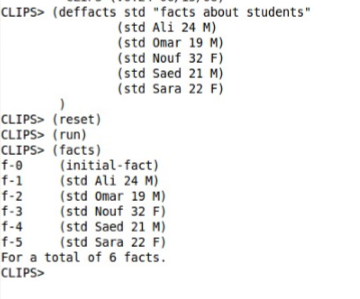 CLIPS> (deffacts std "facts about students"
(std Ali 24 M)
(std Omar 19 M)
(std Nouf 32 F)
(std Saed 21 M)
(std Sara 22 F)
)
CLIPS> (reset)
CLIPS> (run)
CLIPS> (facts)
f-0 (initial-fact)
f-1 (std Ali 24 M)
f-2 (std Omar 19 M)
f-3 (std Nouf 32 F)
f-4 (std Saed 21 M)
f-5 (std Sara 22 F)
For a total of 6 facts.
CLIPS>